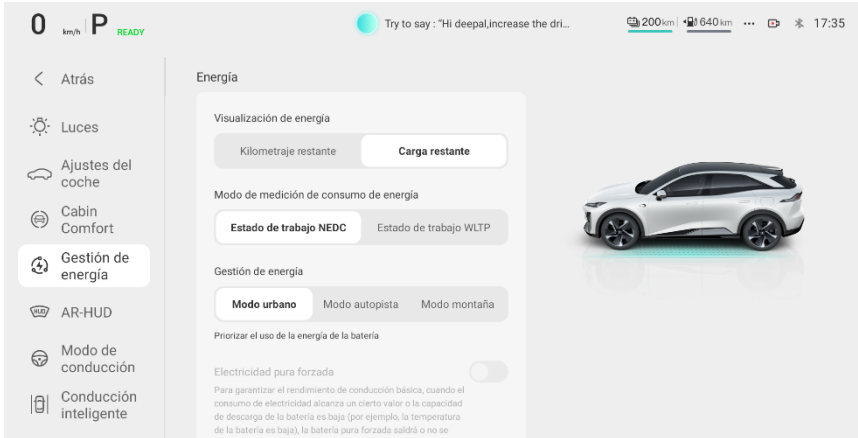 0 km/h P READY
Try to say : "Hi deepal,increase the dri...
200km 640km ... 17:35
Atrás
Luces
Ajustes del
coche
Cabin
Comfort
Gestión de
energía
HUD AR-HUD
Modo de
conducción
Conducción
inteligente
Energía
Visualización de energía
Kilometraje restante Carga restante
Modo de medición de consumo de energía
Estado de trabajo NEDC Estado de trabajo WLTP
Gestión de energía
Modo urbano Modo autopista Modo montaña
Priorizar el uso de la energía de la batería
Electricidad pura forzada
Para garantizar el rendimiento de conducción básica, cuando el
consumo de electricidad alcanza un cierto valor o la capacidad
de descarga de la batería es baja (por ejemplo, la temperatura
de la batería es baja), la batería pura forzada saldrá o no se